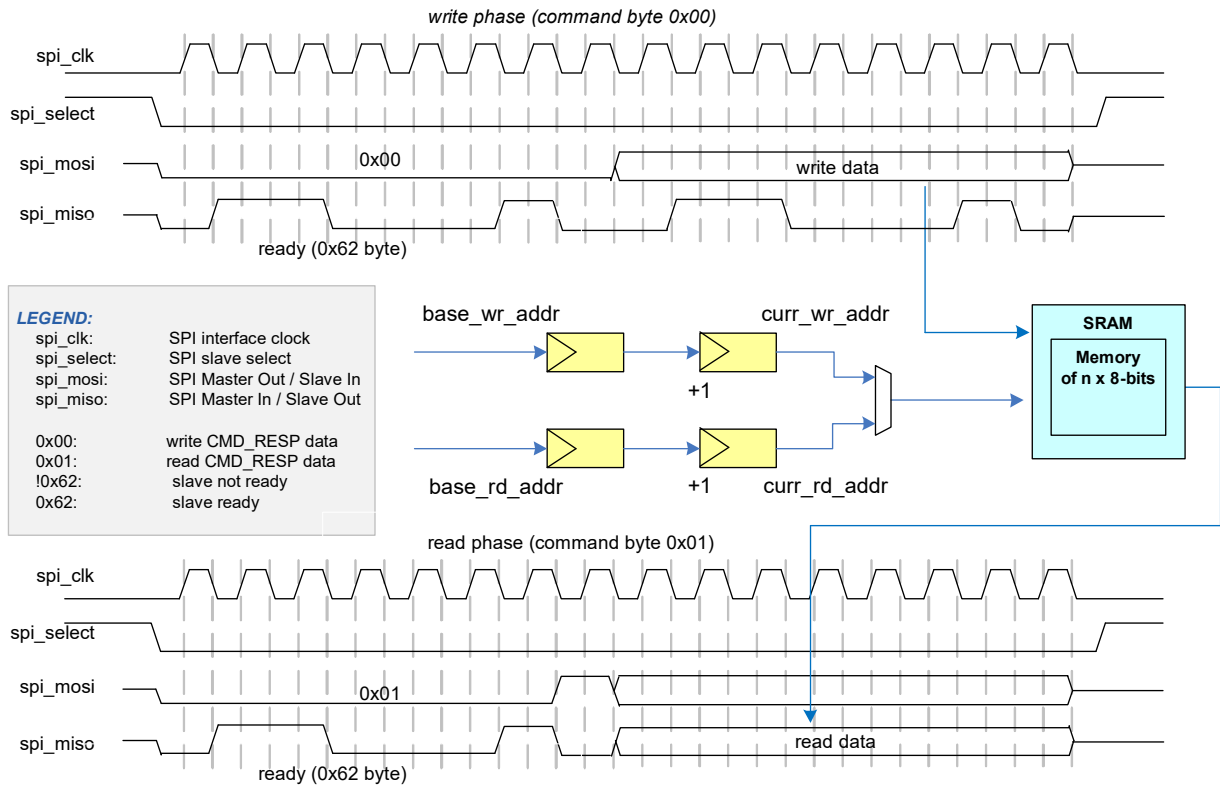 write phase (command byte 0x00)
spi_clk
spi_select
spi_mosi
0x00
write data
spi_miso
ready (0x62 byte)
LEGEND:
spi_clk: SPI interface clock
spi_select: SPI slave select
spi_mosi: SPI Master Out / Slave In
spi_miso: SPI Master In / Slave Out
0x00: write CMD_RESP data
0x01: read CMD_RESP data
!0x62: slave not ready
0x62: slave ready
base_wr_addr
curr_wr_addr
+1
base_rd_addr
+1
curr_rd_addr
SRAM
Memory
of n x 8-bits
read phase (command byte 0x01)
spi_clk
spi_select
spi_mosi
0x01
spi_miso
read data
ready (0x62 byte)